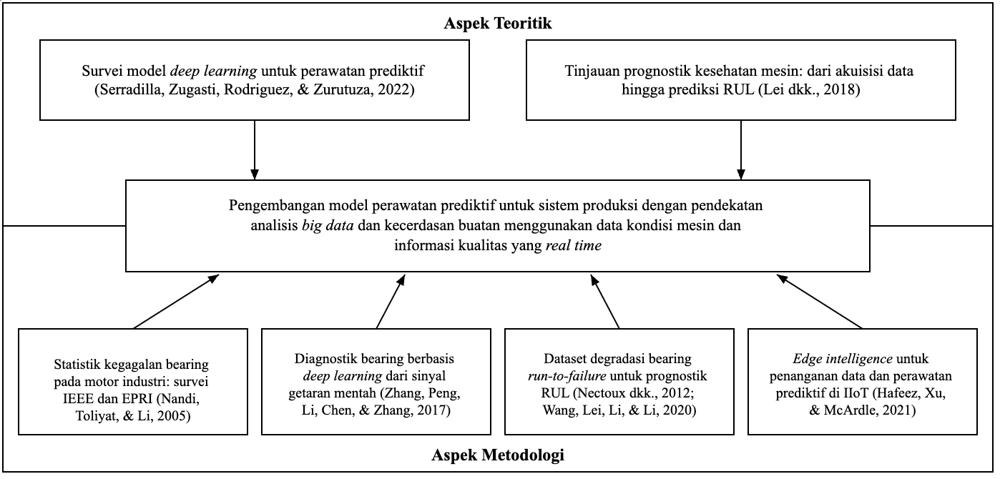 Aspek Teoritik
Survei model deep learning untuk perawatan prediktif
(Serradilla, Zugasti, Rodriguez, & Zurutuza, 2022)
Tinjauan prognostik kesehatan mesin: dari akuisisi data
hingga prediksi RUL (Lei dkk., 2018)
Pengembangan model perawatan prediktif untuk sistem produksi dengan pendekatan
analisis big data dan kecerdasan buatan menggunakan data kondisi mesin dan
informasi kualitas yang real time
Statistik kegagalan bearing
pada motor industri: survei
IEEE dan EPRI (Nandi,
Toliyat, & Li, 2005)
Diagnostik bearing berbasis
deep learning dari sinyal
getaran mentah (Zhang, Peng,
Li, Chen, & Zhang, 2017)
Dataset degradasi bearing
run-to-failure untuk prognostik
RUL (Nectoux dkk., 2012;
Wang, Lei, Li, & Li, 2020)
Edge intelligence untuk
penanganan data dan perawatan
prediktif di IIoT (Hafeez, Xu,
& McArdle, 2021)
Aspek Metodologi